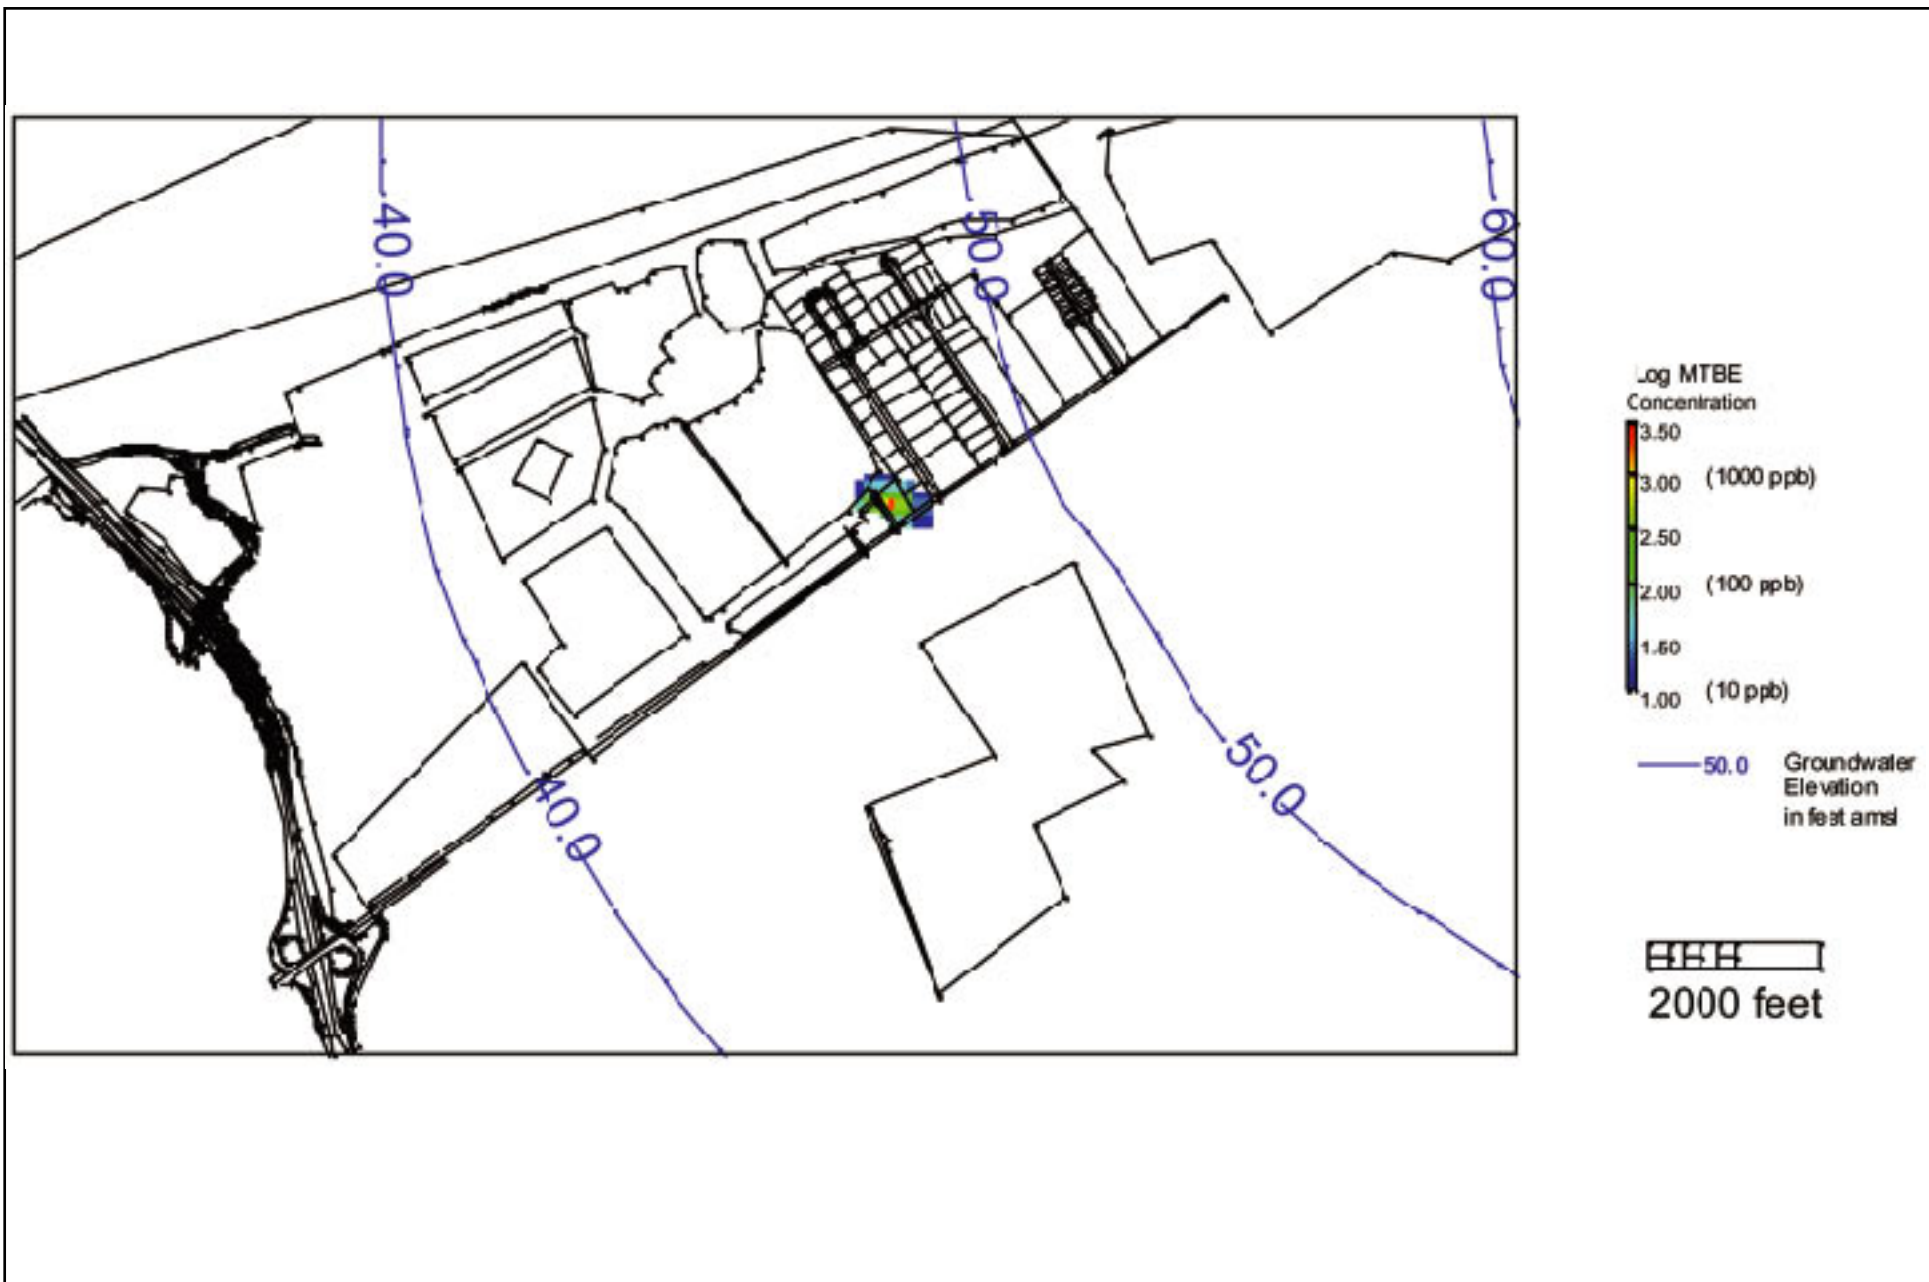 40.0
50.0
60.0
Log MTBE
Concentration
3.50
3.00 (1000 ppb)
2.50
2.00 (100 ppb)
1.50
1.00 (10 ppb)
50.0 Groundwater
Elevation
in feet amsl
50.0
40.0
2000 feet